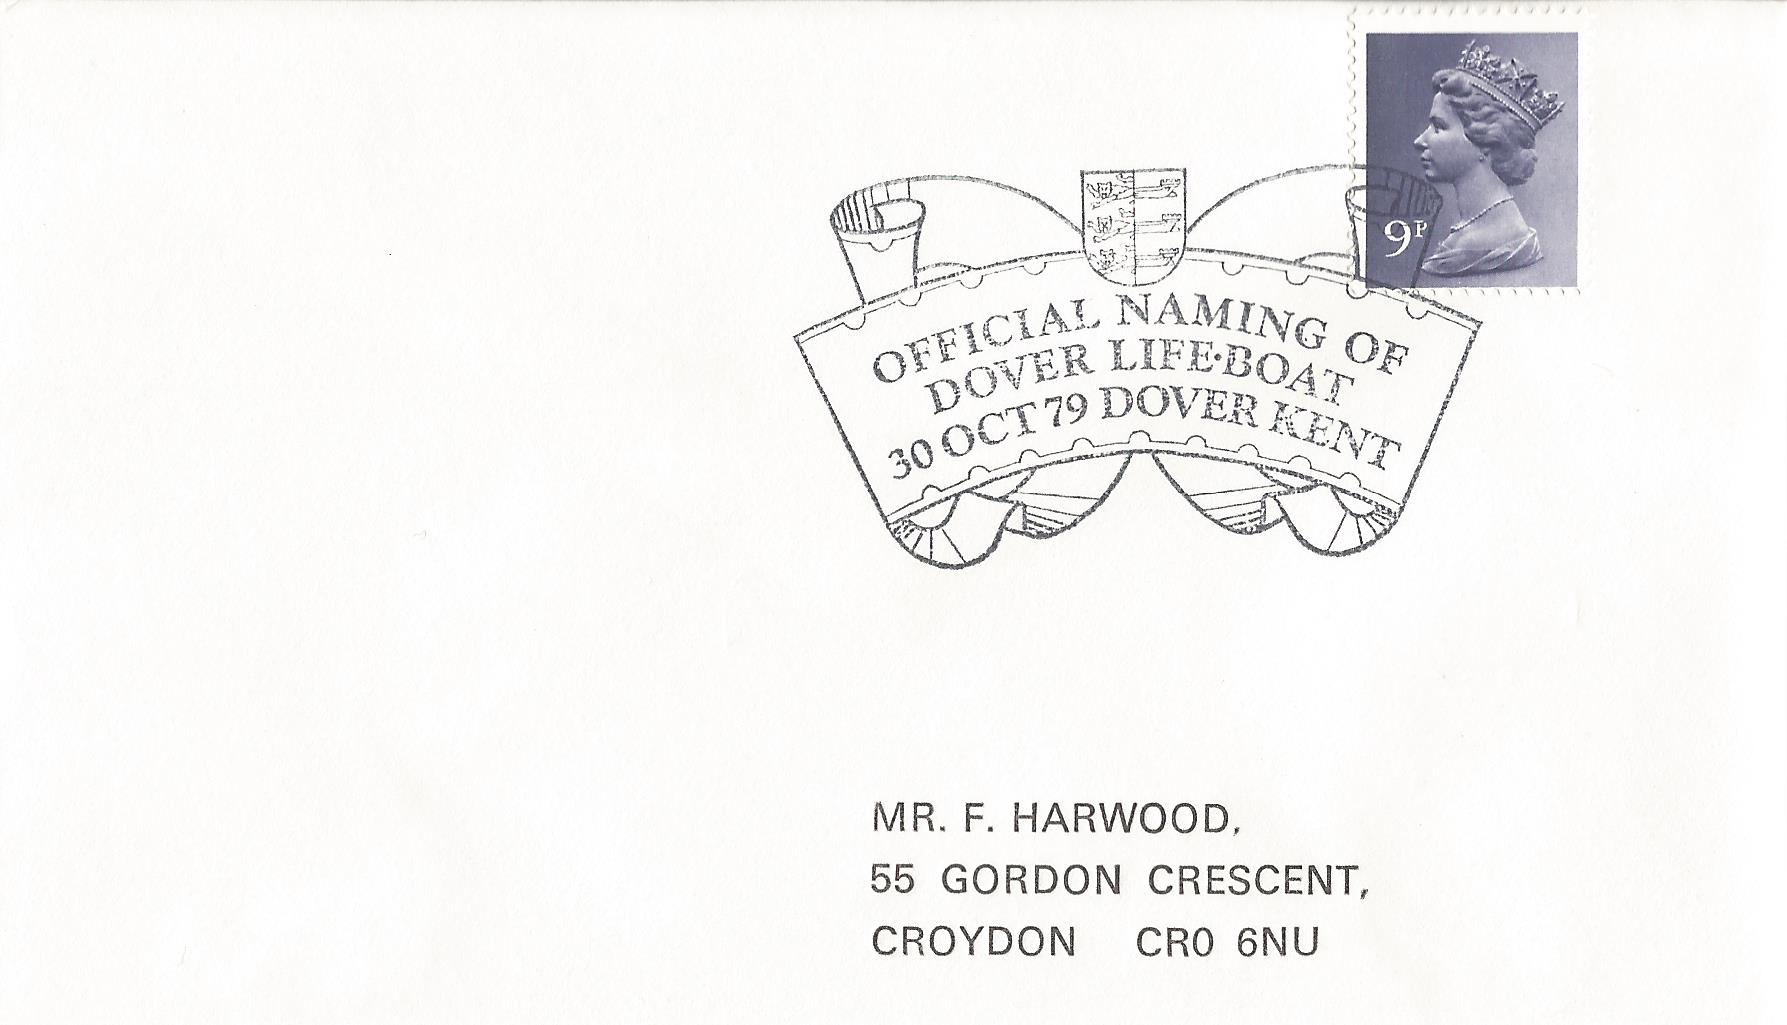 9P
OFFICIAL NAMING OF
DOVER LIFE·BOAT
30 OCT 79 DOVER KENT
MR. F. HARWOOD,
55 GORDON CRESCENT,
CROYDON CR0 6NU